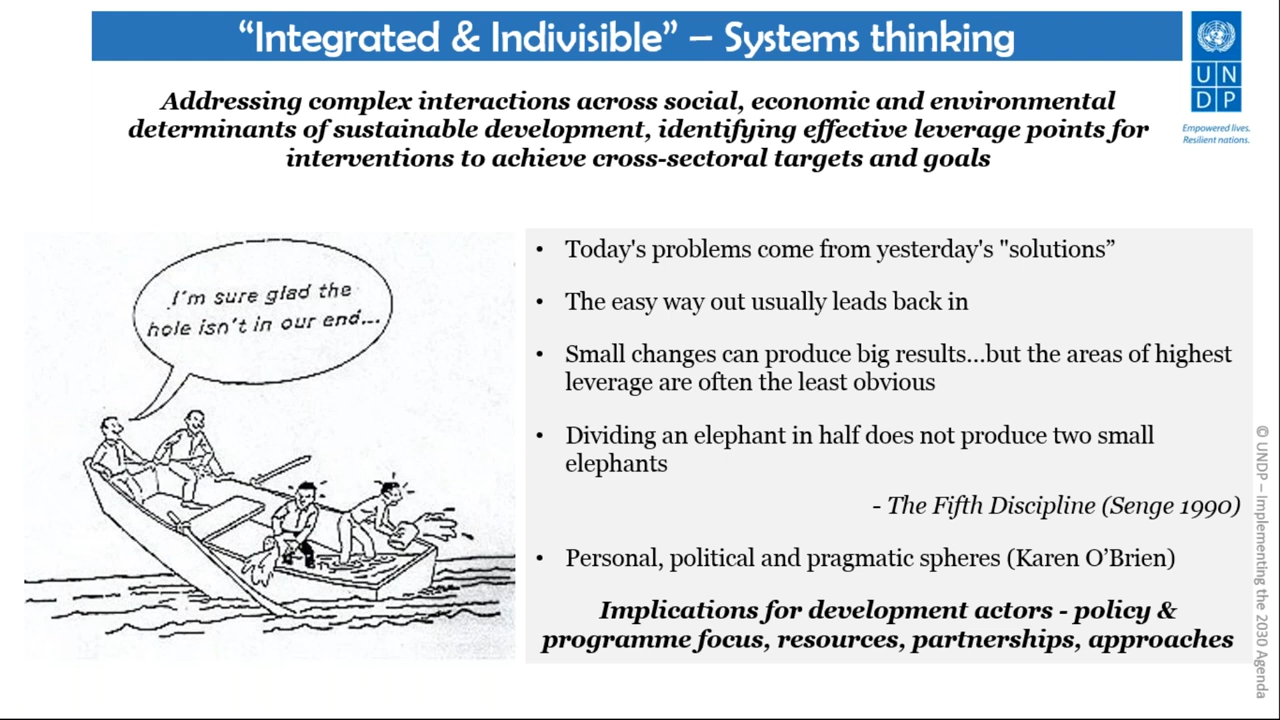 “Integrated & Indivisible” – Systems thinking
UN
DP
Empowered lives.
Resilient nations.
Addressing complex interactions across social, economic and environmental
determinants of sustainable development, identifying effective leverage points for
interventions to achieve cross-sectoral targets and goals
I'm sure glad the
hole isn't in our end...
• Today's problems come from yesterday's "solutions”
• The easy way out usually leads back in
• Small changes can produce big results...but the areas of highest
leverage are often the least obvious
• Dividing an elephant in half does not produce two small
elephants
- The Fifth Discipline (Senge 1990)
• Personal, political and pragmatic spheres (Karen O’Brien)
Implications for development actors - policy &
programme focus, resources, partnerships, approaches
© UNDP – Implementing the 2030 Agenda